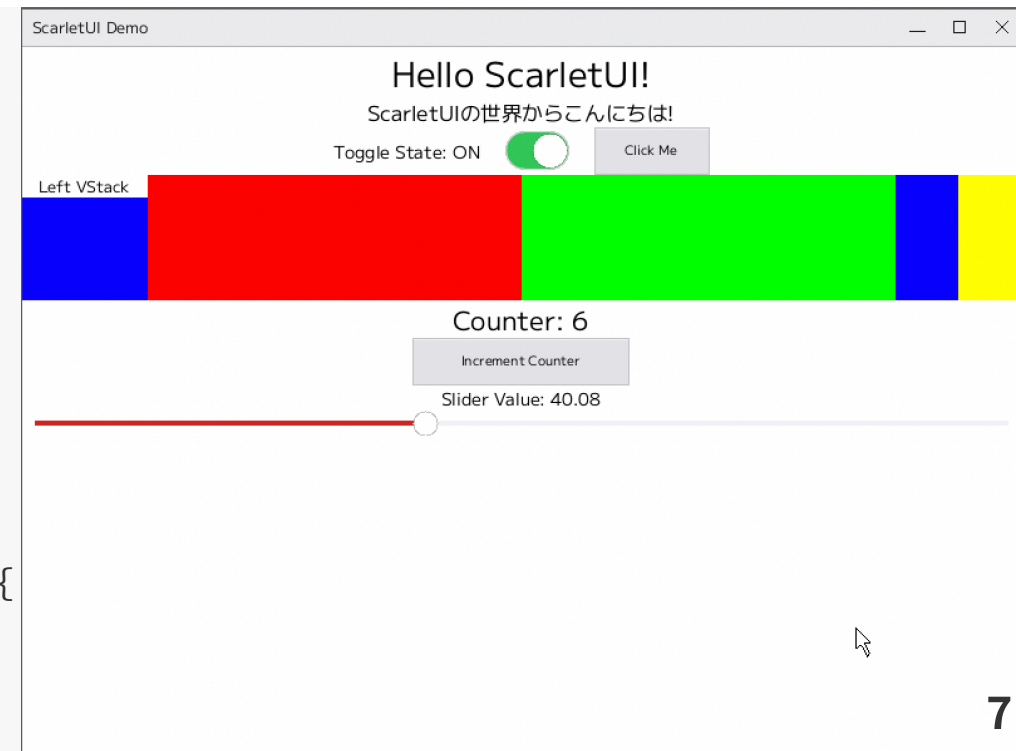 ScarletUI Demo
Hello ScarletUI!
ScarletUIの世界からこんにちは!
Toggle State: ON
Click Me
Left VStack
Counter: 6
Increment Counter
Slider Value: 40.08
{
7